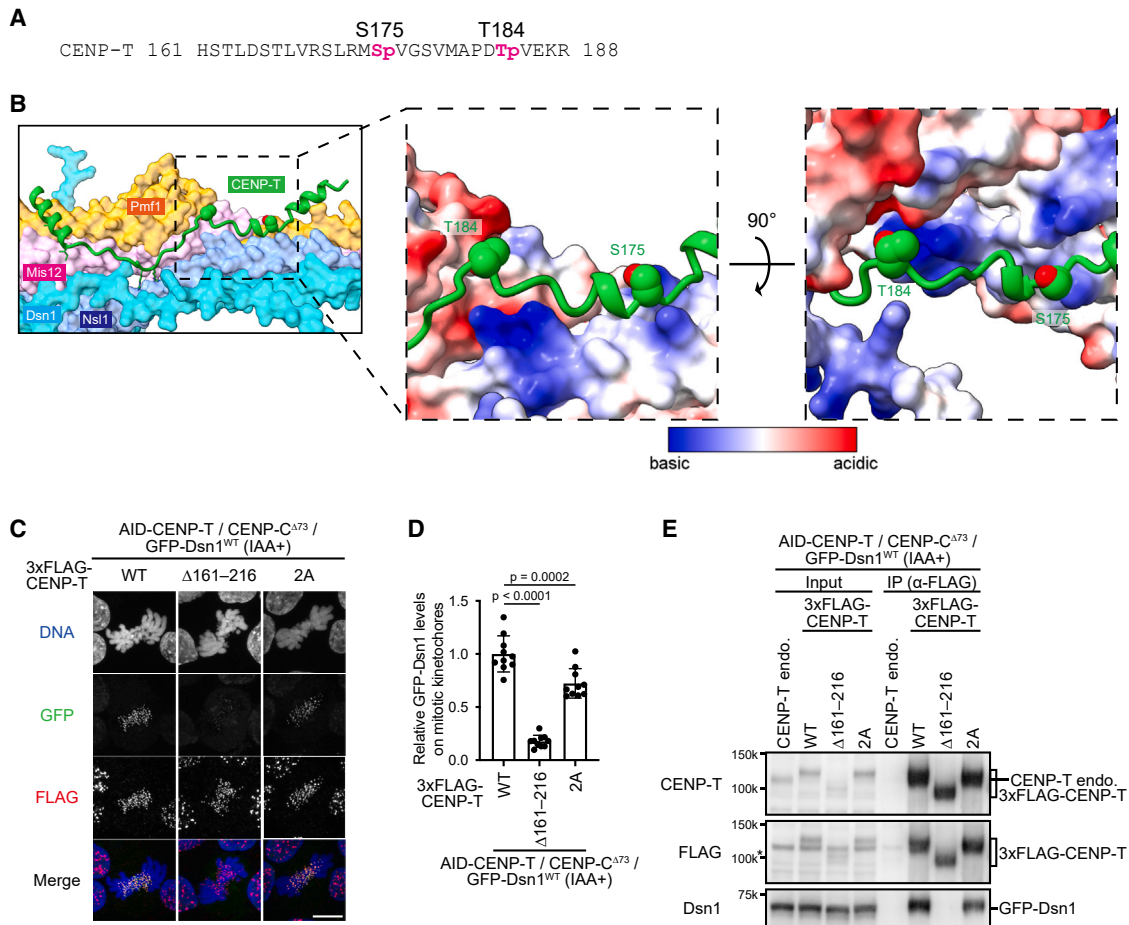 A
S175 T184
CENP-T 161 HSTLDSTLVRSLRMSpVGSVMAPDTpVEKR 188
B
CENP-T
Pmf1
Mis12
Dsn1
Nsl1
T184
S175
90°
T184
S175
basic acidic
C
AID-CENP-T / CENP-CΔ73 /
GFP-Dsn1WT (IAA+)
3xFLAG-
CENP-T
WT Δ161–216 2A
DNA
GFP
FLAG
Merge
D
p = 0.0002
p < 0.0001
Relative GFP-Dsn1 levels
on mitotic kinetochores
1.5
1.0
0.5
0.0
3xFLAG-
CENP-T
WT
Δ161–216
2A
AID-CENP-T / CENP-CΔ73 /
GFP-Dsn1WT (IAA+)
E
AID-CENP-T / CENP-CΔ73 /
GFP-Dsn1WT (IAA+)
Input IP (α-FLAG)
3xFLAG-
CENP-T
3xFLAG-
CENP-T
CENP-T endo.
WT
Δ161–216
2A
CENP-T endo.
WT
Δ161–216
2A
150k
CENP-T
100k
CENP-T endo.
3xFLAG-CENP-T
150k
FLAG
*
100k
3xFLAG-CENP-T
75k
Dsn1
GFP-Dsn1